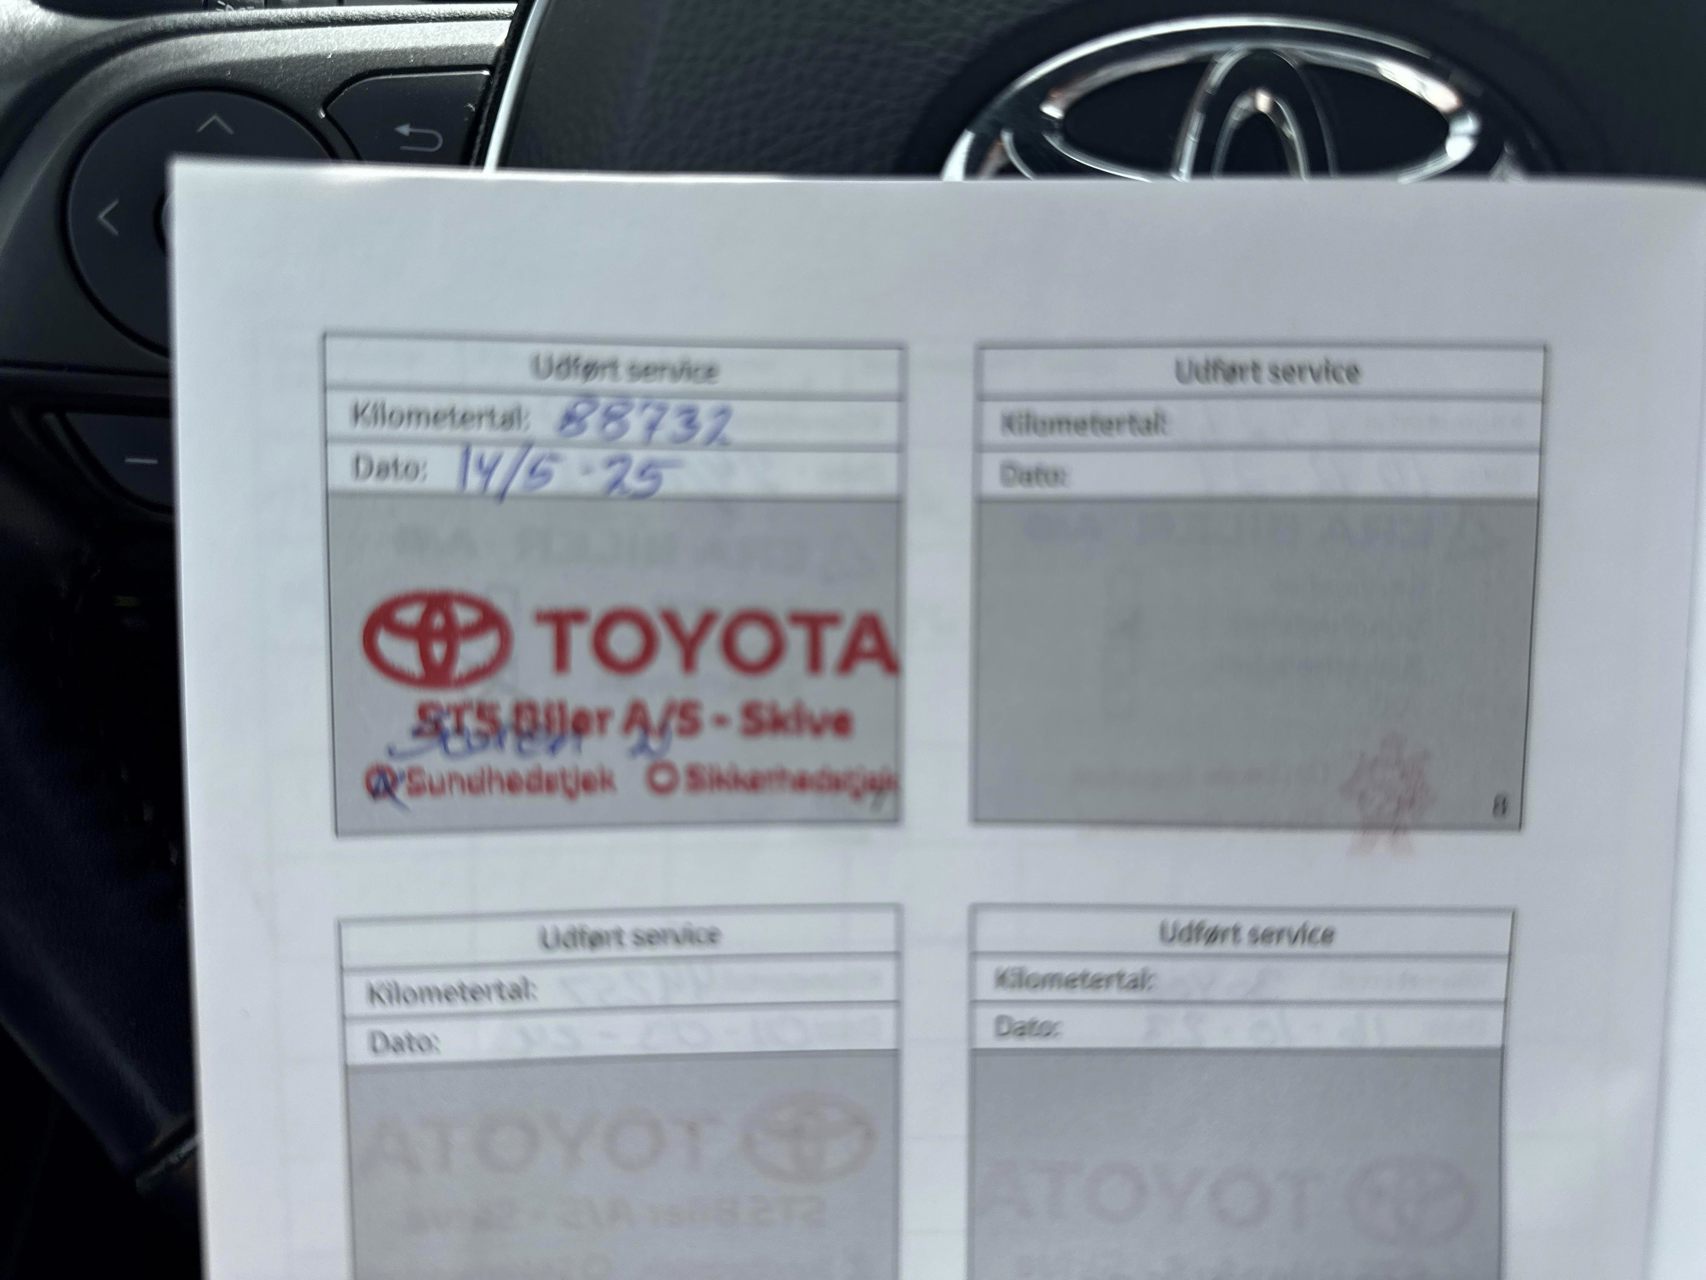 Udført service
Kilometertal: 88732
Dato: 14/5-25
TOYOTA
STS Biler A/S - Skive
Sundhedstjek Sikkerhedstjek
Udført service
Kilometertal:
Dato:
8
Udført service
Kilometertal:
Dato:
Udført service
Kilometertal:
Dato: